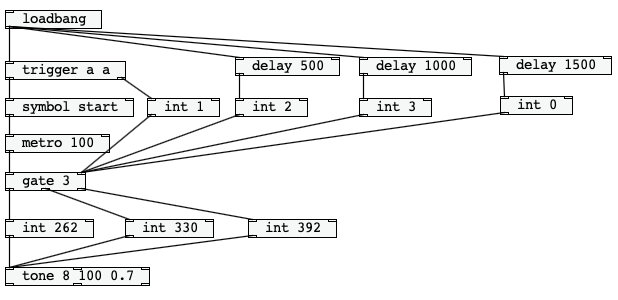 loadbang
trigger a a
delay 500
delay 1000
delay 1500
symbol start
int 1
int 2
int 3
int 0
metro 100
gate 3
int 262
int 330
int 392
tone 8 100 0.7